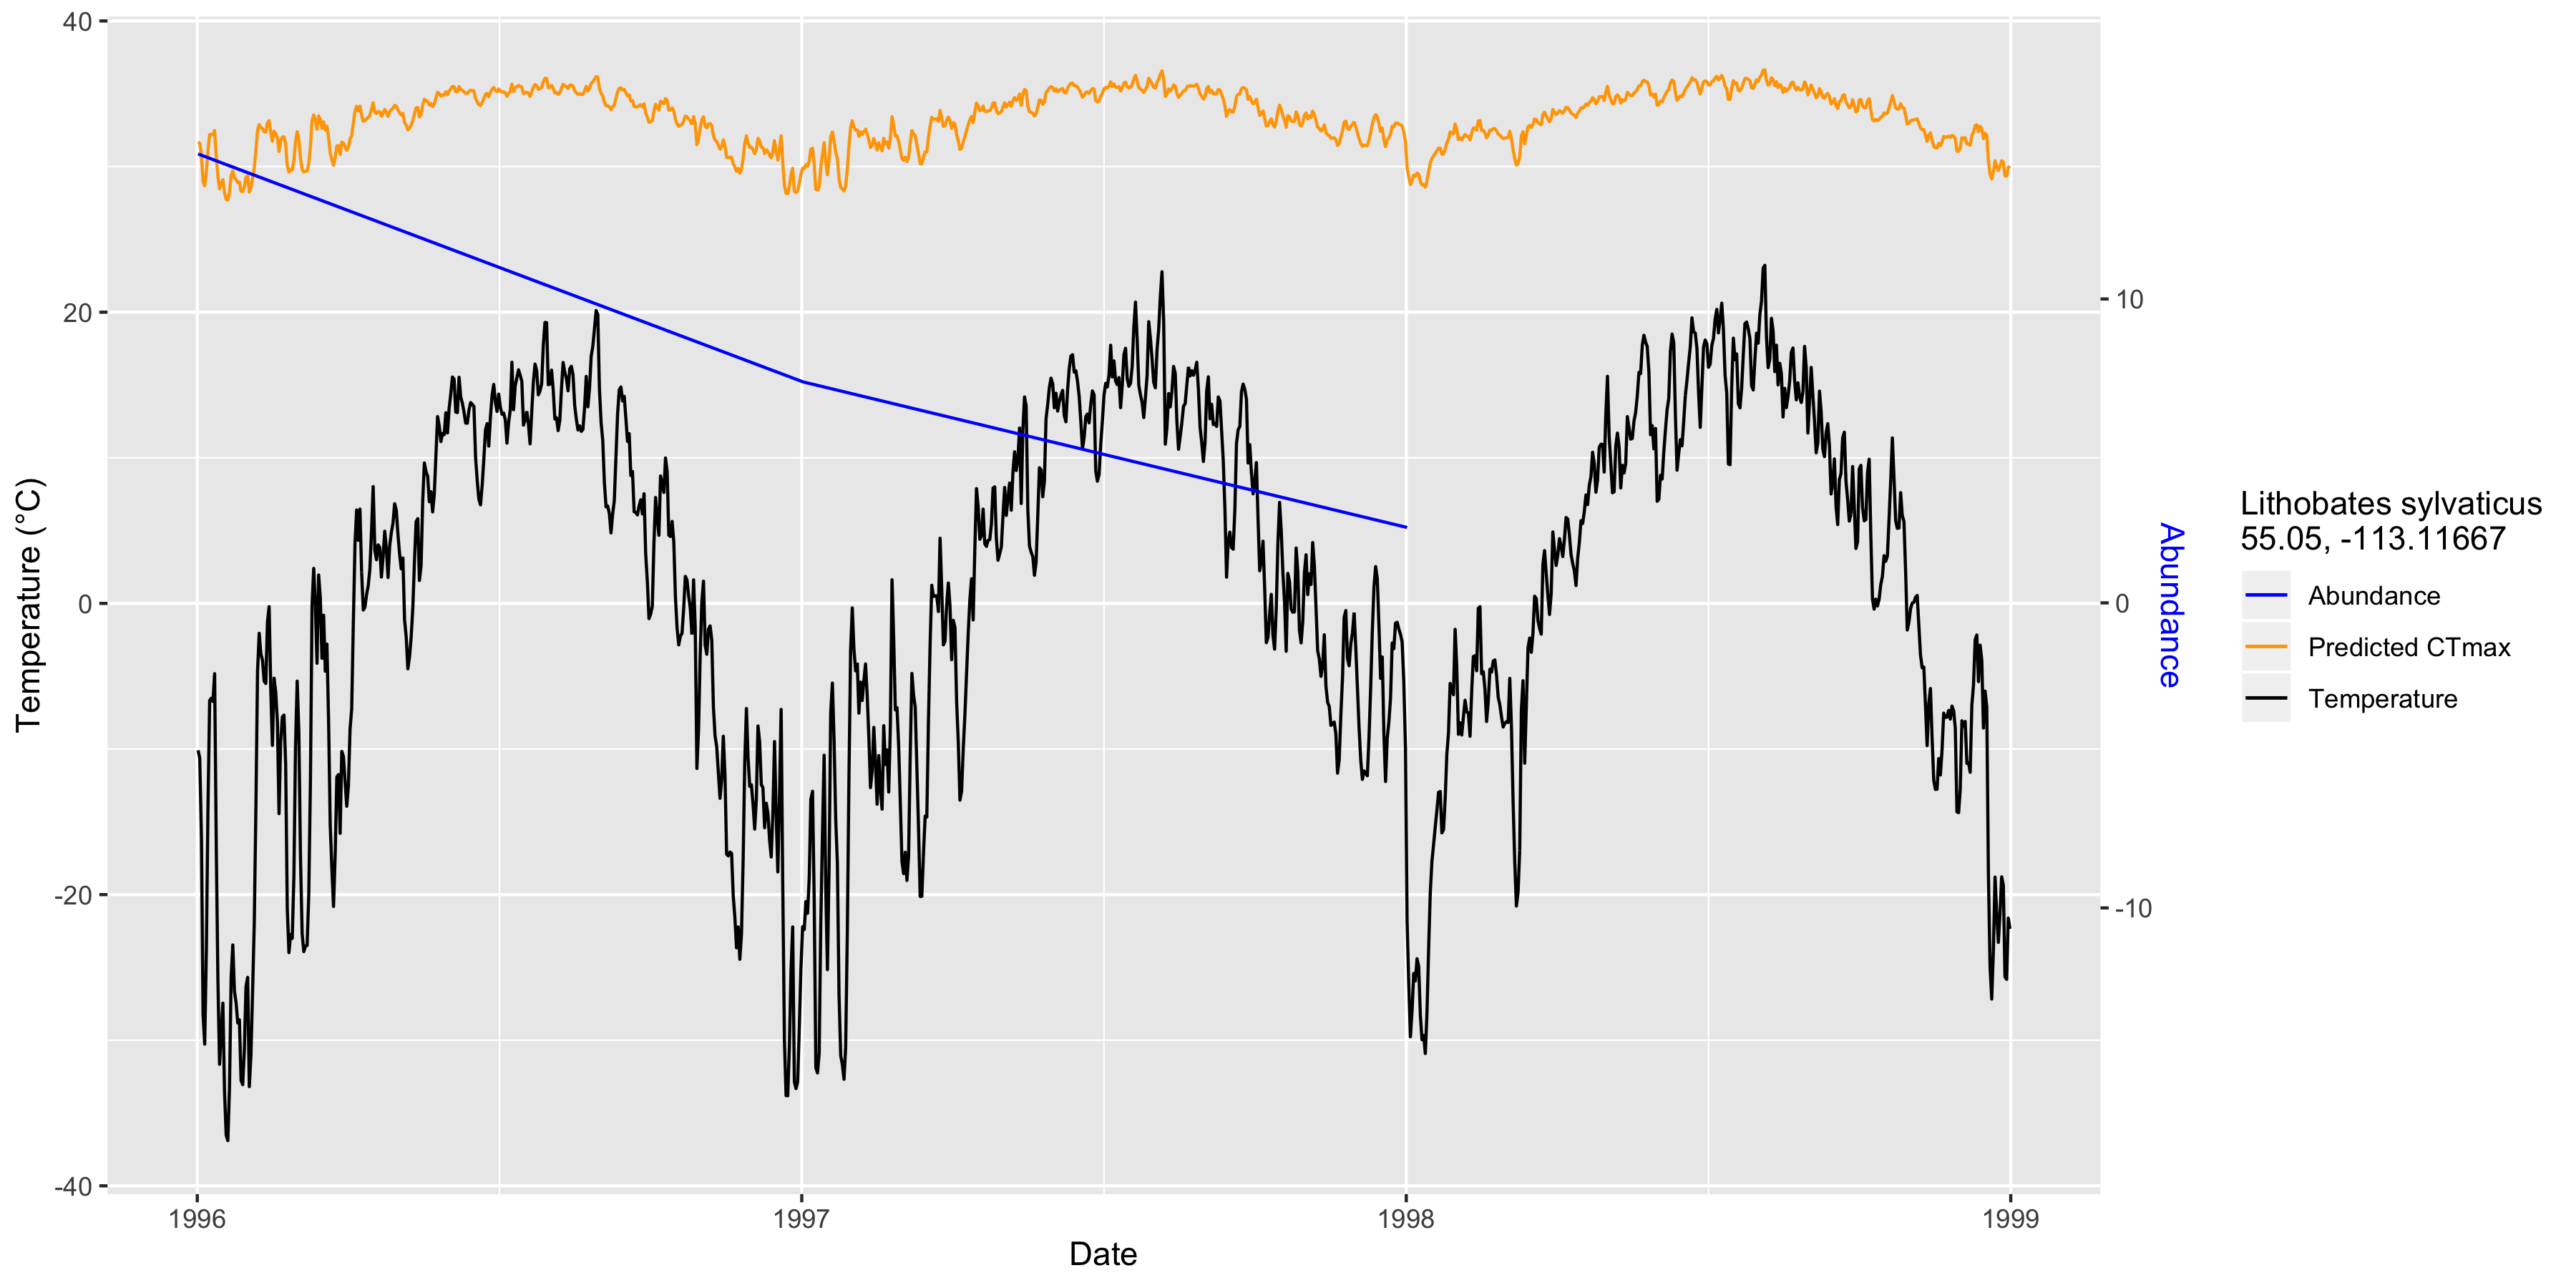 40
20
0
-20
-40
Temperature (°C)
1996
1997
1998
1999
Date
10
0
-10
Abundance
Lithobates sylvaticus
55.05, -113.11667
Abundance
Predicted CTmax
Temperature